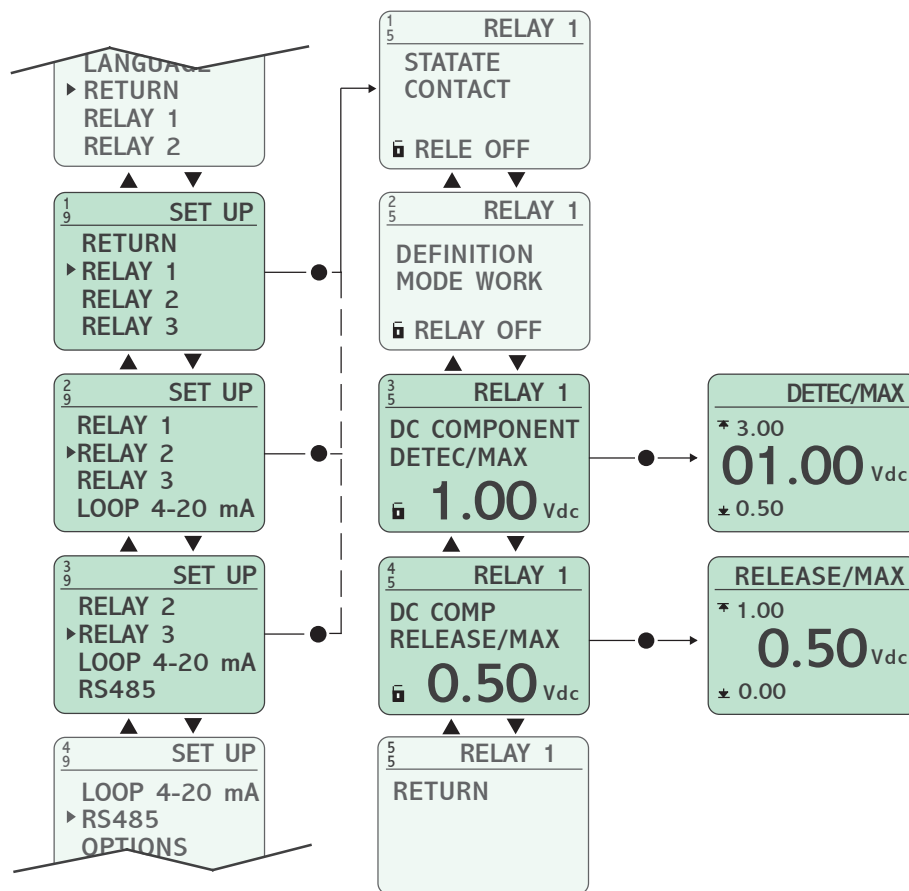 LANGUAGE
▸ RETURN
RELAY 1
RELAY 2
1/9 SET UP
RETURN
▸ RELAY 1
RELAY 2
RELAY 3
2/9 SET UP
RELAY 1
▸RELAY 2
RELAY 3
LOOP 4-20 mA
3/9 SET UP
RELAY 2
▸RELAY 3
LOOP 4-20 mA
RS485
4/9 SET UP
LOOP 4-20 mA
▸ RS485
OPTIONS
1/5 RELAY 1
STATATE
CONTACT
RELE OFF
2/5 RELAY 1
DEFINITION
MODE WORK
RELAY OFF
3/5 RELAY 1
DC COMPONENT
DETEC/MAX
1.00 Vdc
4/5 RELAY 1
DC COMP
RELEASE/MAX
0.50 Vdc
5/5 RELAY 1
RETURN
DETEC/MAX
3.00
01.00 Vdc
0.50
RELEASE/MAX
1.00
0.50 Vdc
0.00